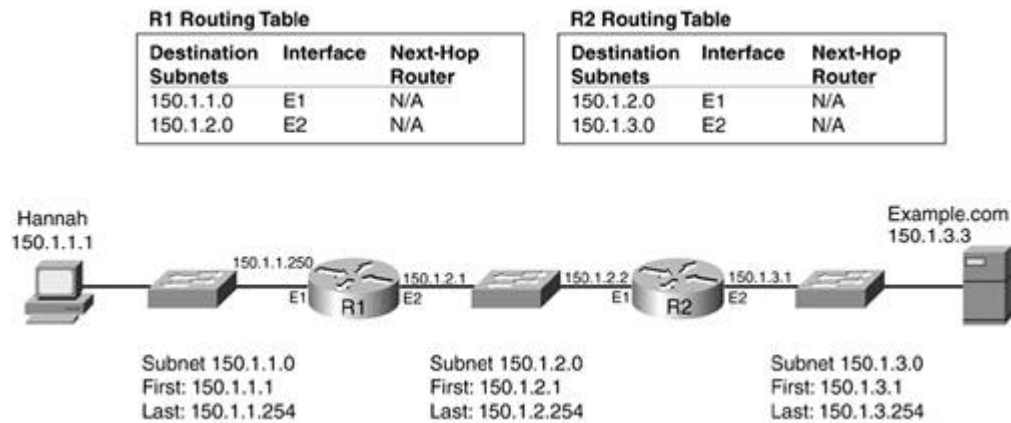 R1 Routing Table
Destination Subnets Interface Next-Hop Router
150.1.1.0 E1 N/A
150.1.2.0 E2 N/A
R2 Routing Table
Destination Subnets Interface Next-Hop Router
150.1.2.0 E1 N/A
150.1.3.0 E2 N/A
Hannah
150.1.1.1
150.1.1.250
E1
R1
150.1.2.1
E2
150.1.2.2
E1
R2
150.1.3.1
E2
Example.com
150.1.3.3
Subnet 150.1.1.0
First: 150.1.1.1
Last: 150.1.1.254
Subnet 150.1.2.0
First: 150.1.2.1
Last: 150.1.2.254
Subnet 150.1.3.0
First: 150.1.3.1
Last: 150.1.3.254